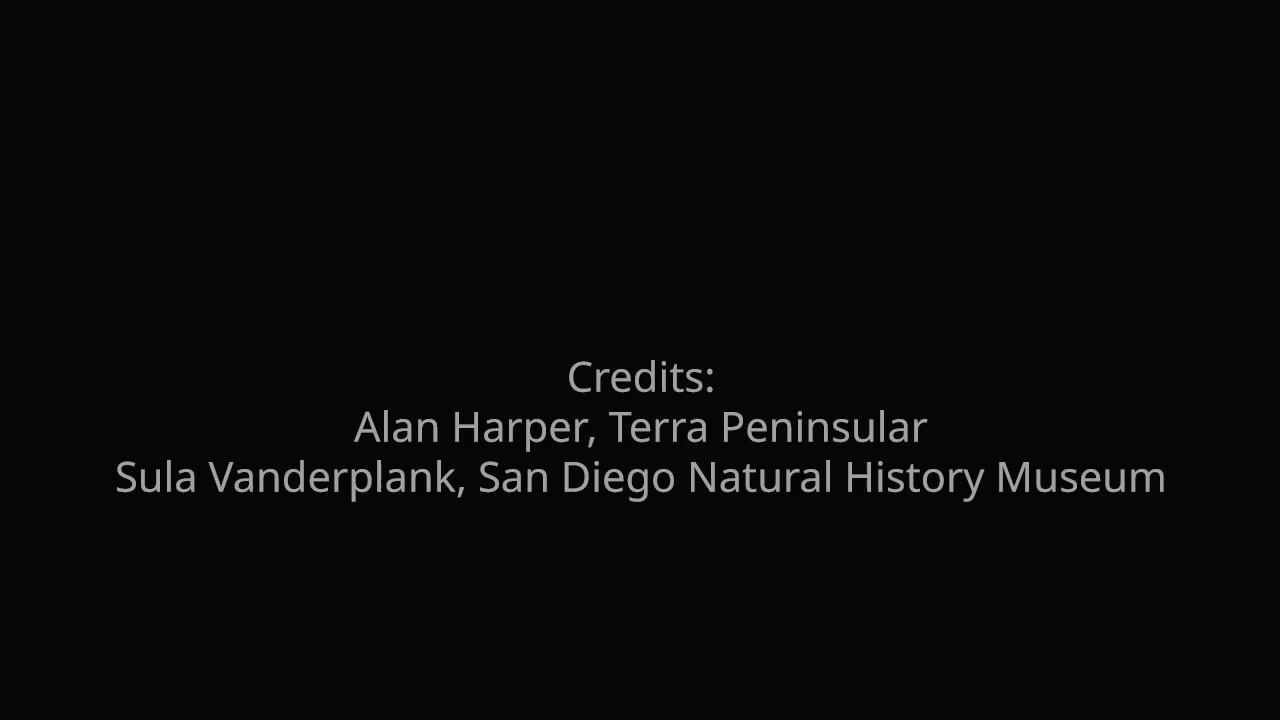 Credits:
Alan Harper, Terra Peninsular
Sula Vanderplank, San Diego Natural History Museum